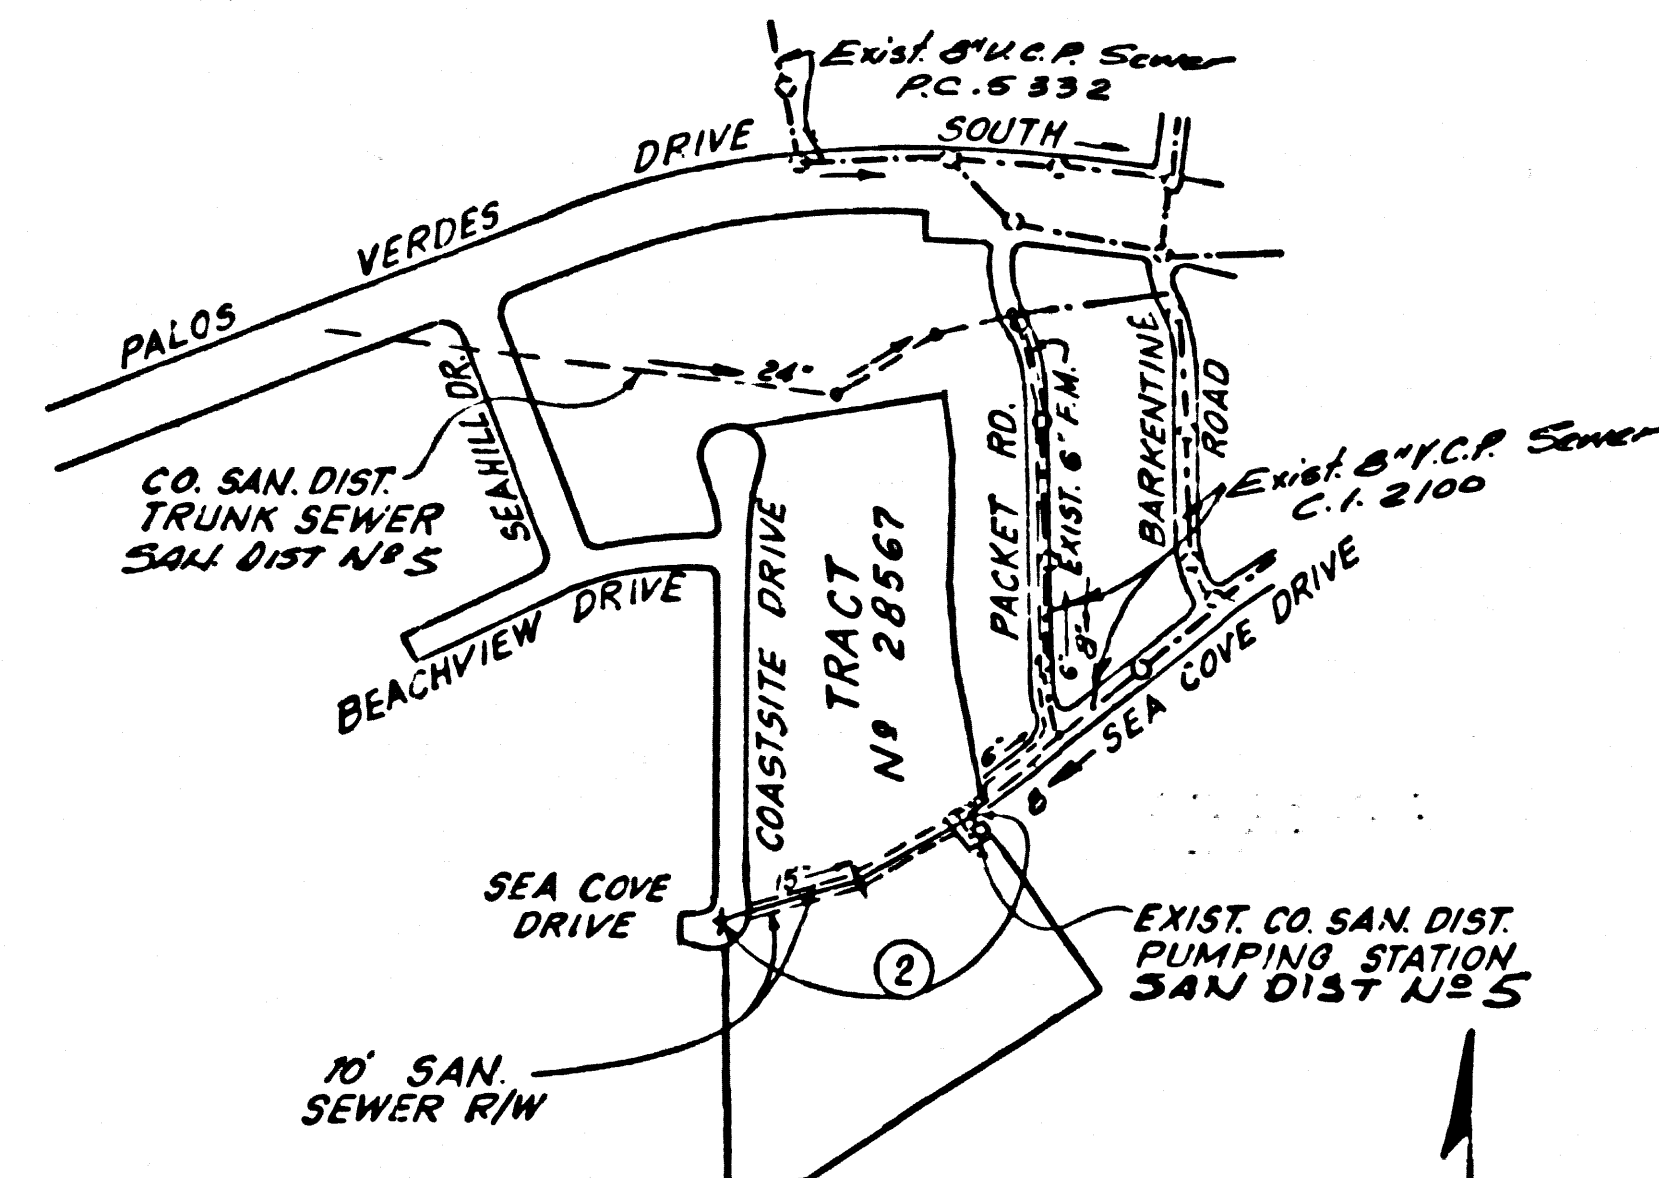 Exist. 8" V.C.P. Sewer
P.C. 5332
SOUTH
DRIVE
VERDES
PALOS
24"
SEAHILL DR.
CO. SAN. DIST.
TRUNK SEWER
SAN. DIST Nº 5
BEACHVIEW DRIVE
COASTSITE DRIVE
TRACT
Nº 28567
PACKET RD.
EXIST. 6" F.M.
6"
8"
BARKENTINE
ROAD
Exist. 8" V.C.P. Sewer
C.I. 2100
SEA COVE DRIVE
6"
8
15'
SEA COVE
DRIVE
2
EXIST. CO. SAN. DIST.
PUMPING STATION
SAN DIST Nº 5
10' SAN.
SEWER R/W